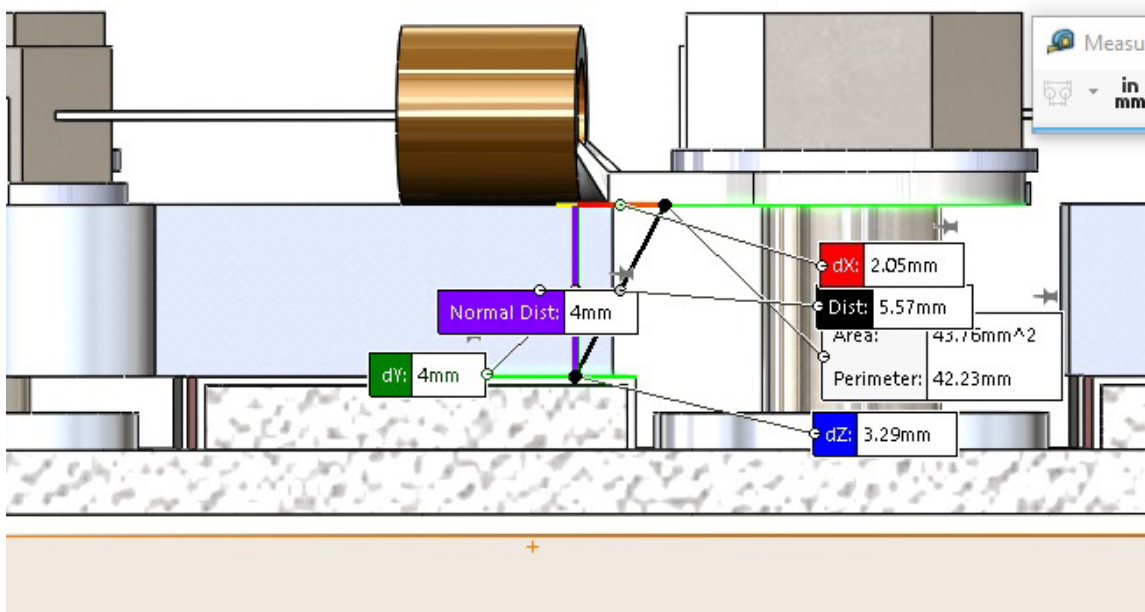 Measu
in
mm
dX: 2.05mm
Dist: 5.57mm
Normal Dist: 4mm
Area: 43.76mm^2
dY: 4mm
Perimeter: 42.23mm
dZ: 3.29mm